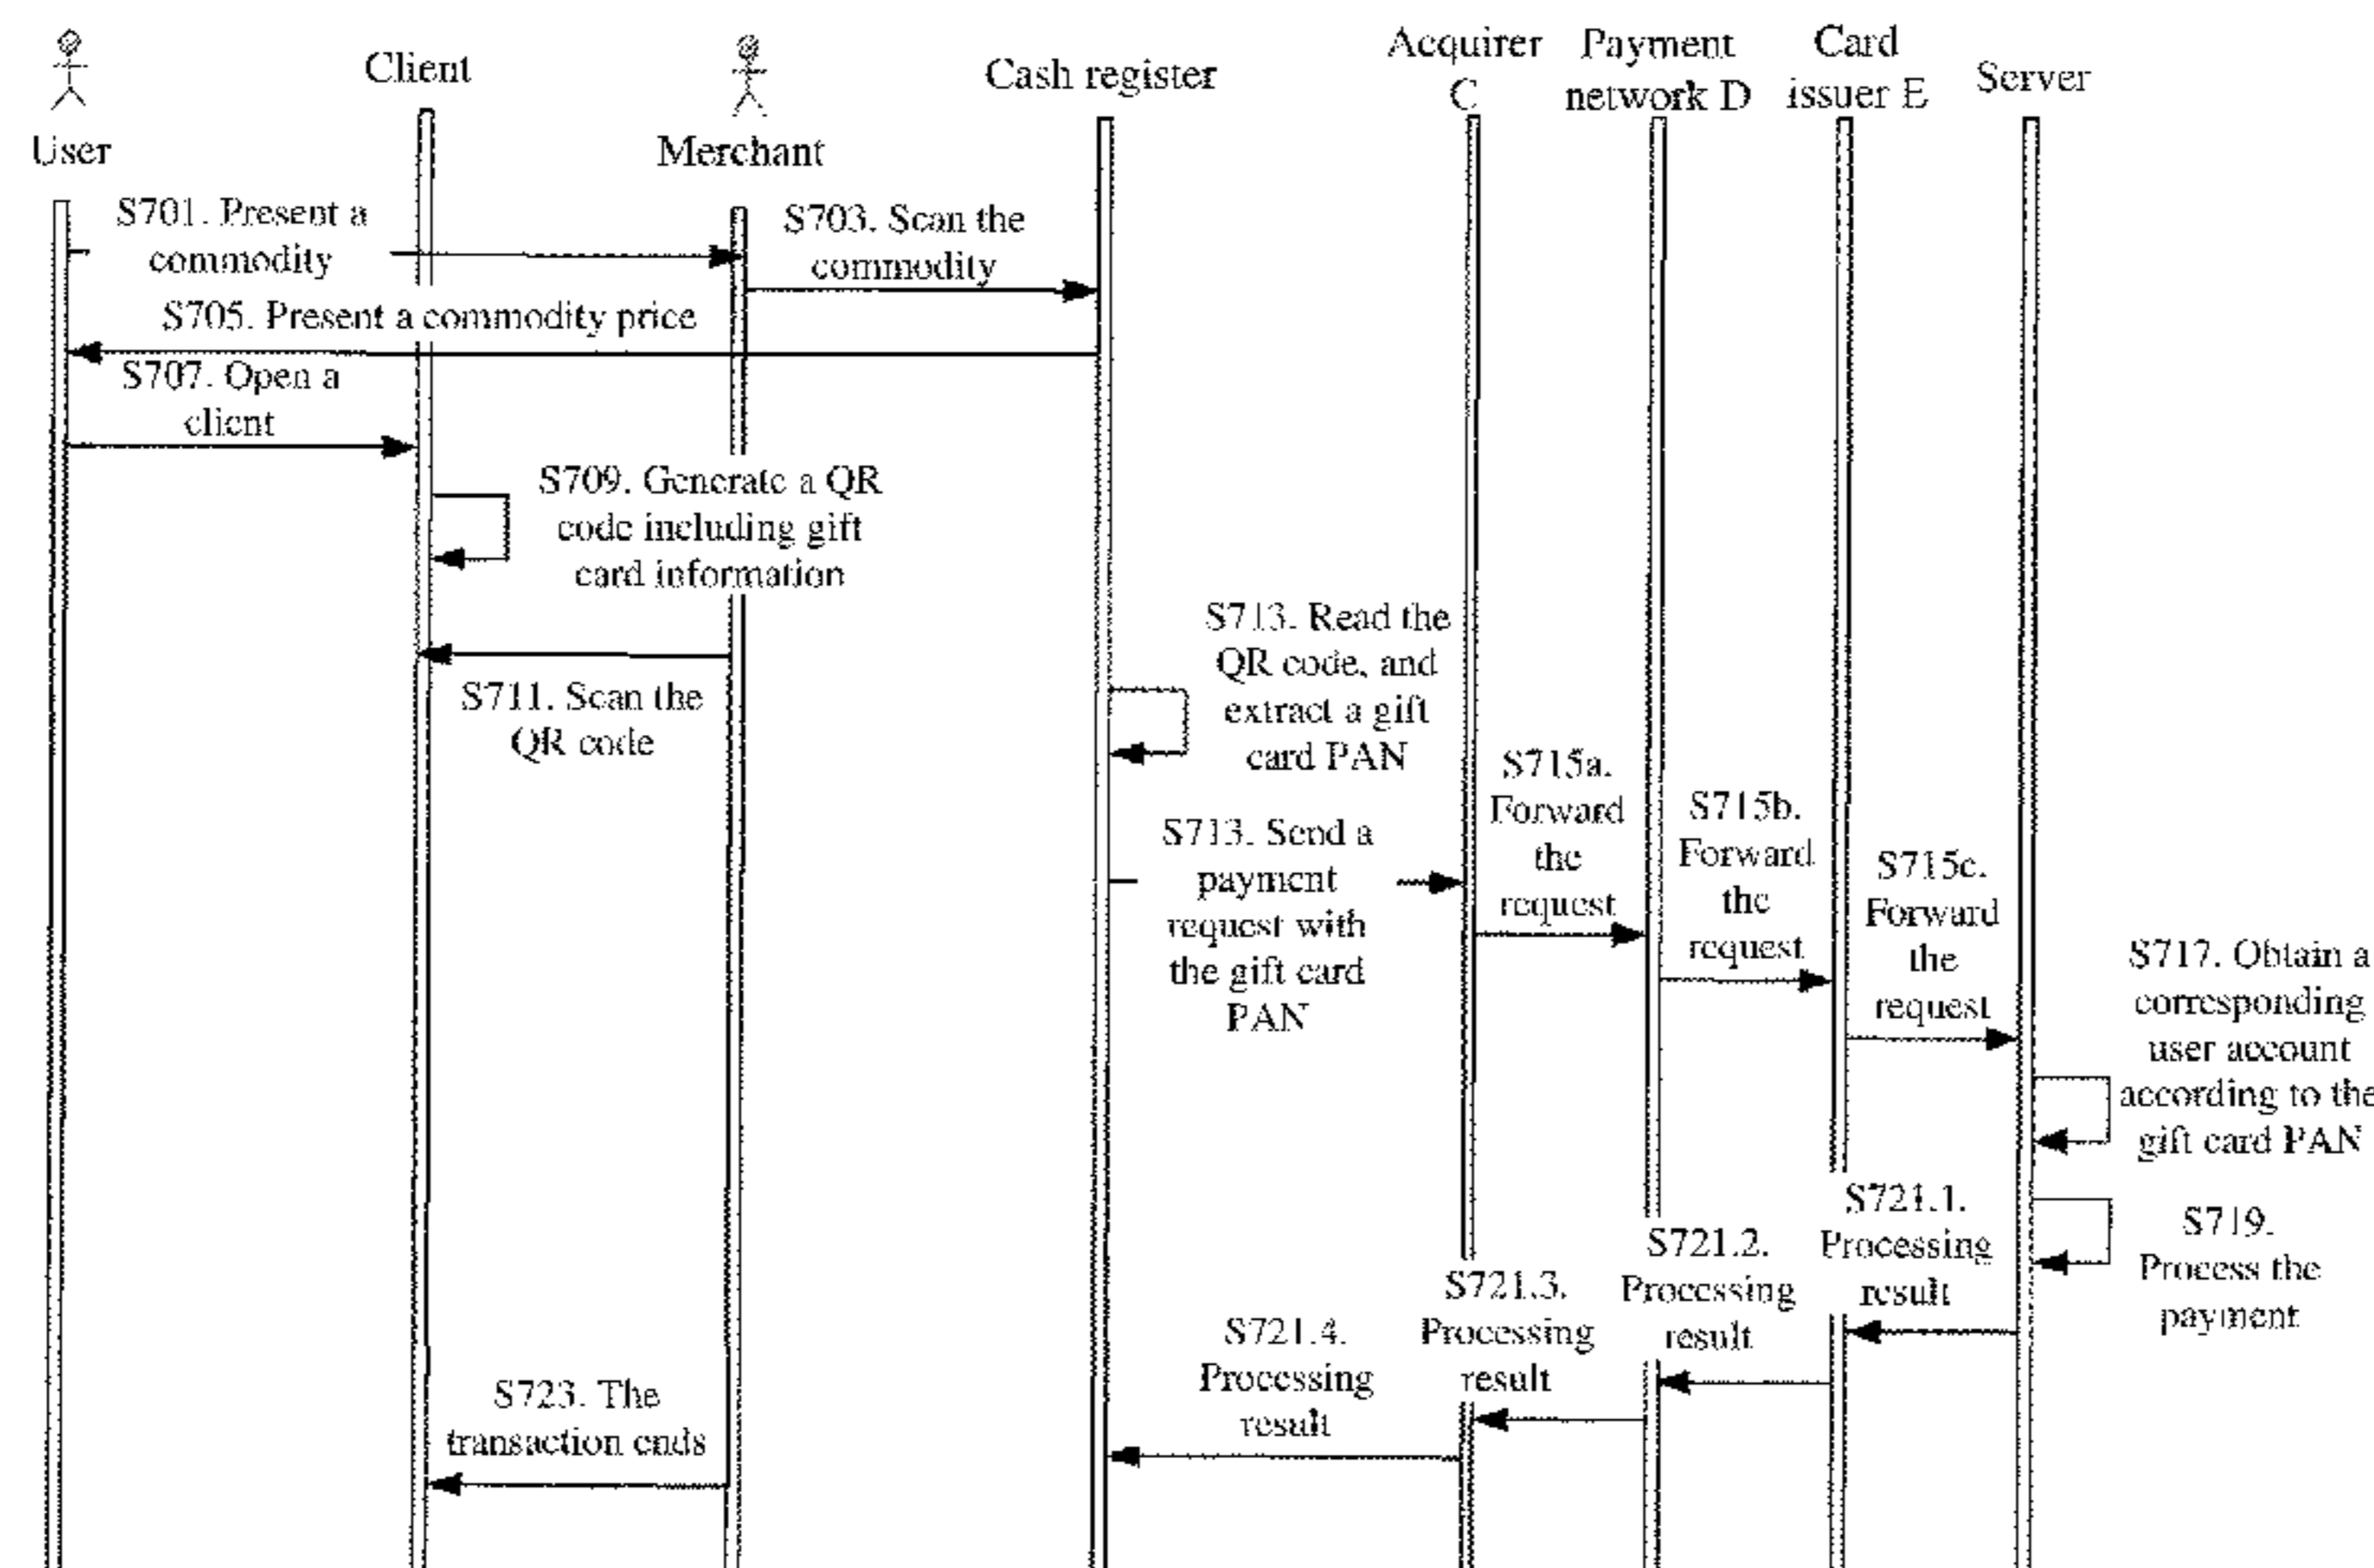 User
Client
Merchant
Cash register
Acquirer
C
Payment
network D
Card
issuer E
Server
S701. Present a
commodity
S703. Scan the
commodity
S705. Present a commodity price
S707. Open a
client
S709. Generate a QR
code including gift
card information
S711. Scan the
QR code
S713. Read the
QR code, and
extract a gift
card PAN
S713. Send a
payment
request with
the gift card
PAN
S715a.
Forward
the
request
S715b.
Forward
the
request
S715c.
Forward
the
request
S717. Obtain a
corresponding
user account
according to the
gift card PAN
S719.
Process the
payment
S721.1.
Processing
result
S721.2.
Processing
result
S721.3.
Processing
result
S721.4.
Processing
result
S723. The
transaction ends